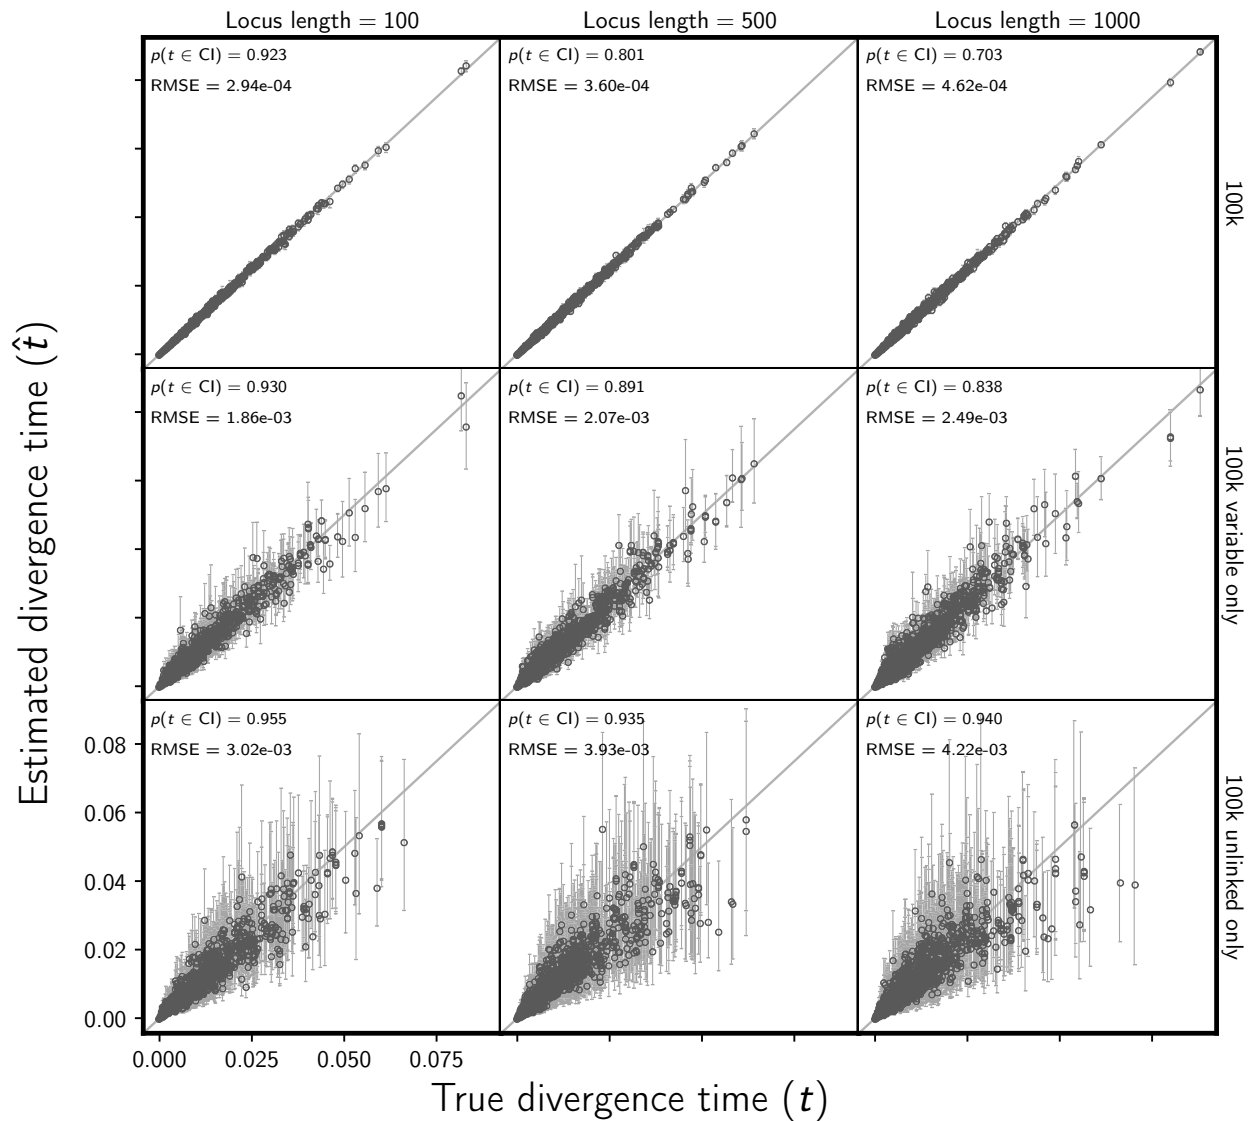 Locus length = 100
Locus length = 500
Locus length = 1000
p(t ∈ CI) = 0.923
RMSE = 2.94e-04
p(t ∈ CI) = 0.801
RMSE = 3.60e-04
p(t ∈ CI) = 0.703
RMSE = 4.62e-04
100k
p(t ∈ CI) = 0.930
RMSE = 1.86e-03
p(t ∈ CI) = 0.891
RMSE = 2.07e-03
p(t ∈ CI) = 0.838
RMSE = 2.49e-03
100k variable only
p(t ∈ CI) = 0.955
RMSE = 3.02e-03
p(t ∈ CI) = 0.935
RMSE = 3.93e-03
p(t ∈ CI) = 0.940
RMSE = 4.22e-03
100k unlinked only
Estimated divergence time (t̂)
0.08
0.06
0.04
0.02
0.00
0.000
0.025
0.050
0.075
True divergence time (t)